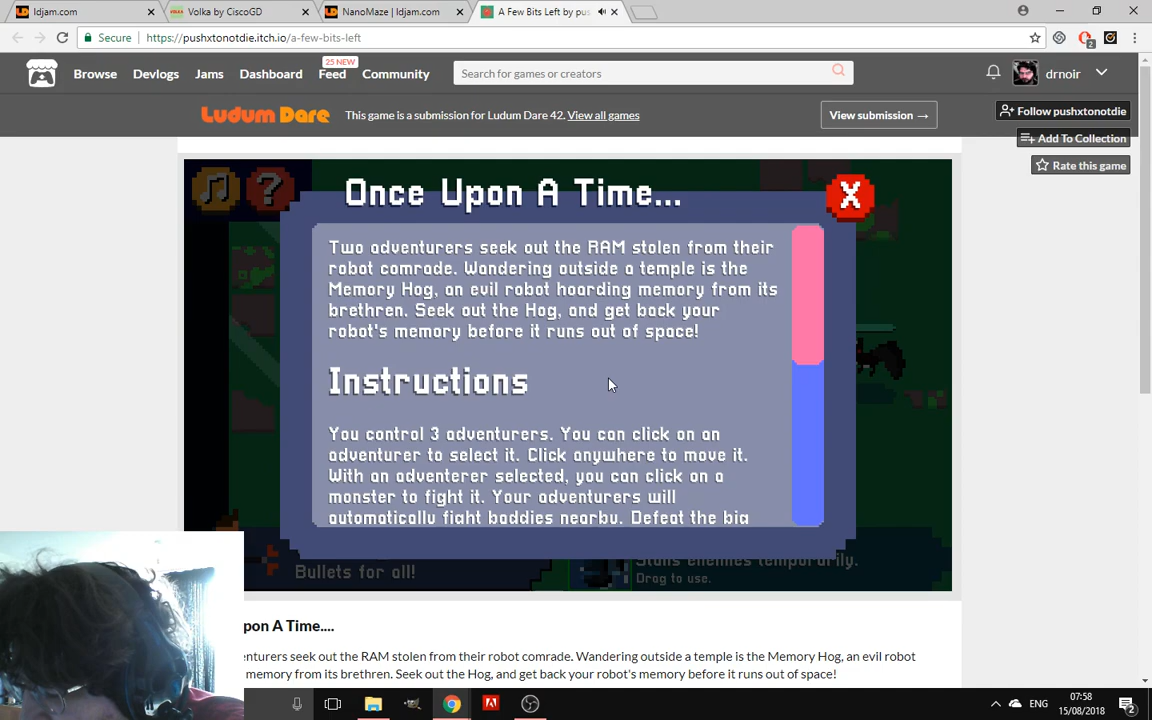 ldjam.com
Volka by CiscoGD
NanoMaze | ldjam.com
A Few Bits Left by pus
Secure
https://pushxtonotdie.itch.io/a-few-bits-left
2
Browse
Devlogs
Jams
Dashboard
25 NEW
Feed
Community
Search for games or creators
drnoir
LUDUM DARE
This game is a submission for Ludum Dare 42. View all games
View submission →
Follow pushxtonotdie
Add To Collection
Rate this game
?
Once Upon A Time...
X
Two adventurers seek out the RAM stolen from their
robot comrade. Wandering outside a temple is the
Memory Hog, an evil robot hoarding memory from its
brethren. Seek out the Hog, and get back your
robot's memory before it runs out of space!
Instructions
You control 3 adventurers. You can click on an
adventurer to select it. Click anywhere to move it.
With an adventerer selected, you can click on a
monster to fight it. Your adventurers will
automatically fight baddies nearby. Defeat the big
Bullets for all!
Stuns enemies temporarily.
Drag to use.
pon A Time....
enturers seek out the RAM stolen from their robot comrade. Wandering outside a temple is the Memory Hog, an evil robot
memory from its brethren. Seek out the Hog, and get back your robot's memory before it runs out of space!
ENG
07:58
15/08/2018
2